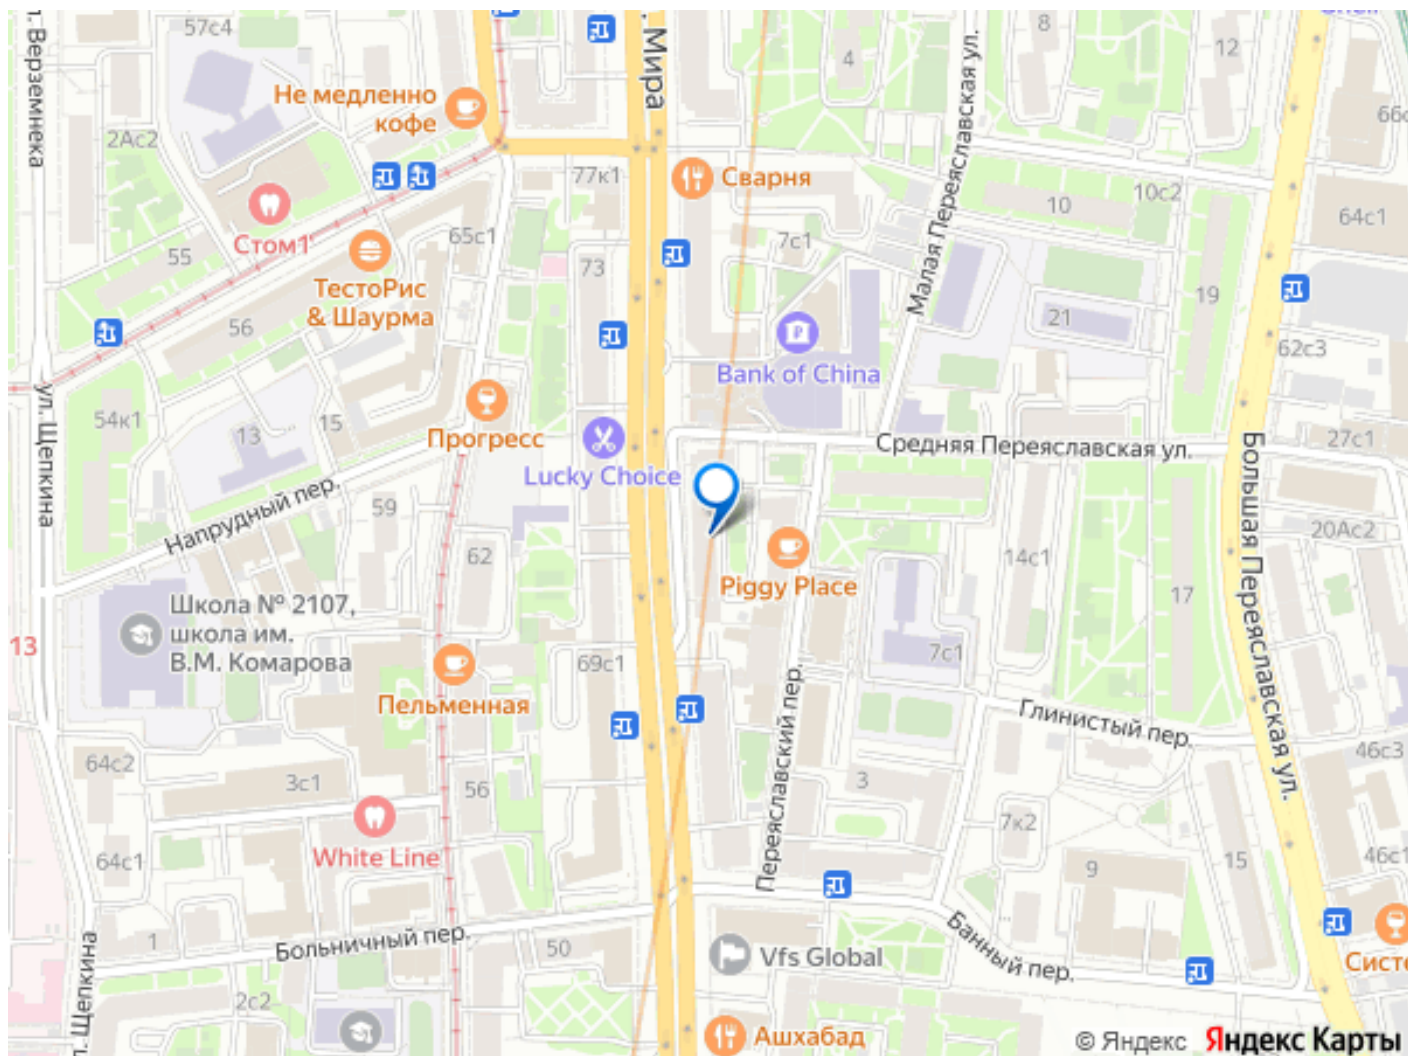 57с4
Верземнека
2Ас2
Не медленно
кофе
Мира
77к1
Сварня
4
8
12
Малая Переяславская ул.
10с2
10
66с
64с1
Стом1
55
65с1
ТестоРис
& Шаурма
56
73
7с1
Bank of China
21
19
62с3
ул. Щепкина
54к1
13
15
Прогресс
Lucky Choice
Средняя Переяславская ул.
27с1
Большая Переяславская ул.
Напрудный пер.
59
62
20Ас2
14с1
17
Piggy Place
Школа № 2107,
школа им.
В.М. Комарова
13
69с1
7с1
Пельменная
Переяславский пер.
Глинистый пер.
46с3
64с2
3с1
56
3
7к2
White Line
64с1
9
15
46с1
Больничный пер.
1
50
Vfs Global
Банный пер.
Систе
2с2
Щепкина
Ашхабад
© Яндекс Яндекс Карты